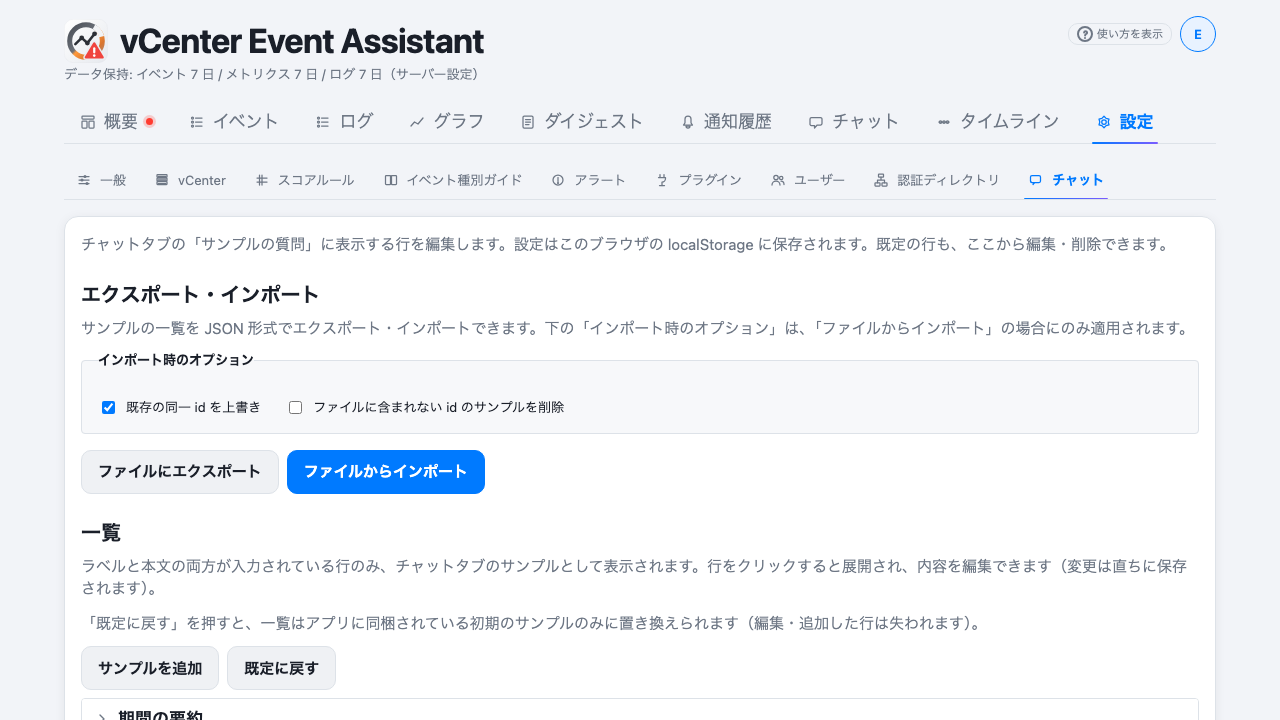 vCenter Event Assistant
データ保持: イベント 7 日 / メトリクス 7 日 / ログ 7 日（サーバー設定）
使い方を表示
E
概要 イベント ログ グラフ ダイジェスト 通知履歴 チャット タイムライン 設定
一般 vCenter スコアルール イベント種別ガイド アラート プラグイン ユーザー 認証ディレクトリ チャット
チャットタブの「サンプルの質問」に表示する行を編集します。設定はこのブラウザの localStorage に保存されます。既定の行も、ここから編集・削除できます。
エクスポート・インポート
サンプルの一覧を JSON 形式でエクスポート・インポートできます。下の「インポート時のオプション」は、「ファイルからインポート」の場合にのみ適用されます。
インポート時のオプション
既存の同一 id を上書き ファイルに含まれない id のサンプルを削除
ファイルにエクスポート ファイルからインポート
一覧
ラベルと本文の両方が入力されている行のみ、チャットタブのサンプルとして表示されます。行をクリックすると展開され、内容を編集できます（変更は直ちに保存
されます）。
「既定に戻す」を押すと、一覧はアプリに同梱されている初期のサンプルのみに置き換えられます（編集・追加した行は失われます）。
サンプルを追加 既定に戻す
期間の要約